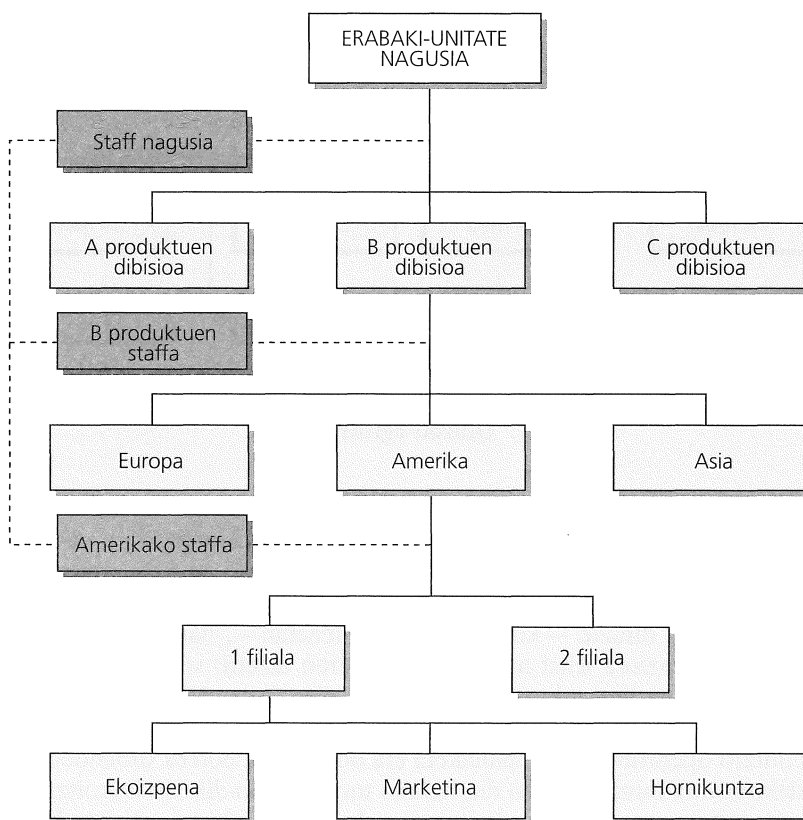 ERABAKI-UNITATE
NAGUSIA
Staff nagusia
A produktuen
dibisioa
B produktuen
dibisioa
C produktuen
dibisioa
B produktuen
staffa
Europa
Amerika
Asia
Amerikako staffa
1 filiala
2 filiala
Ekoizpena
Marketina
Hornikuntza